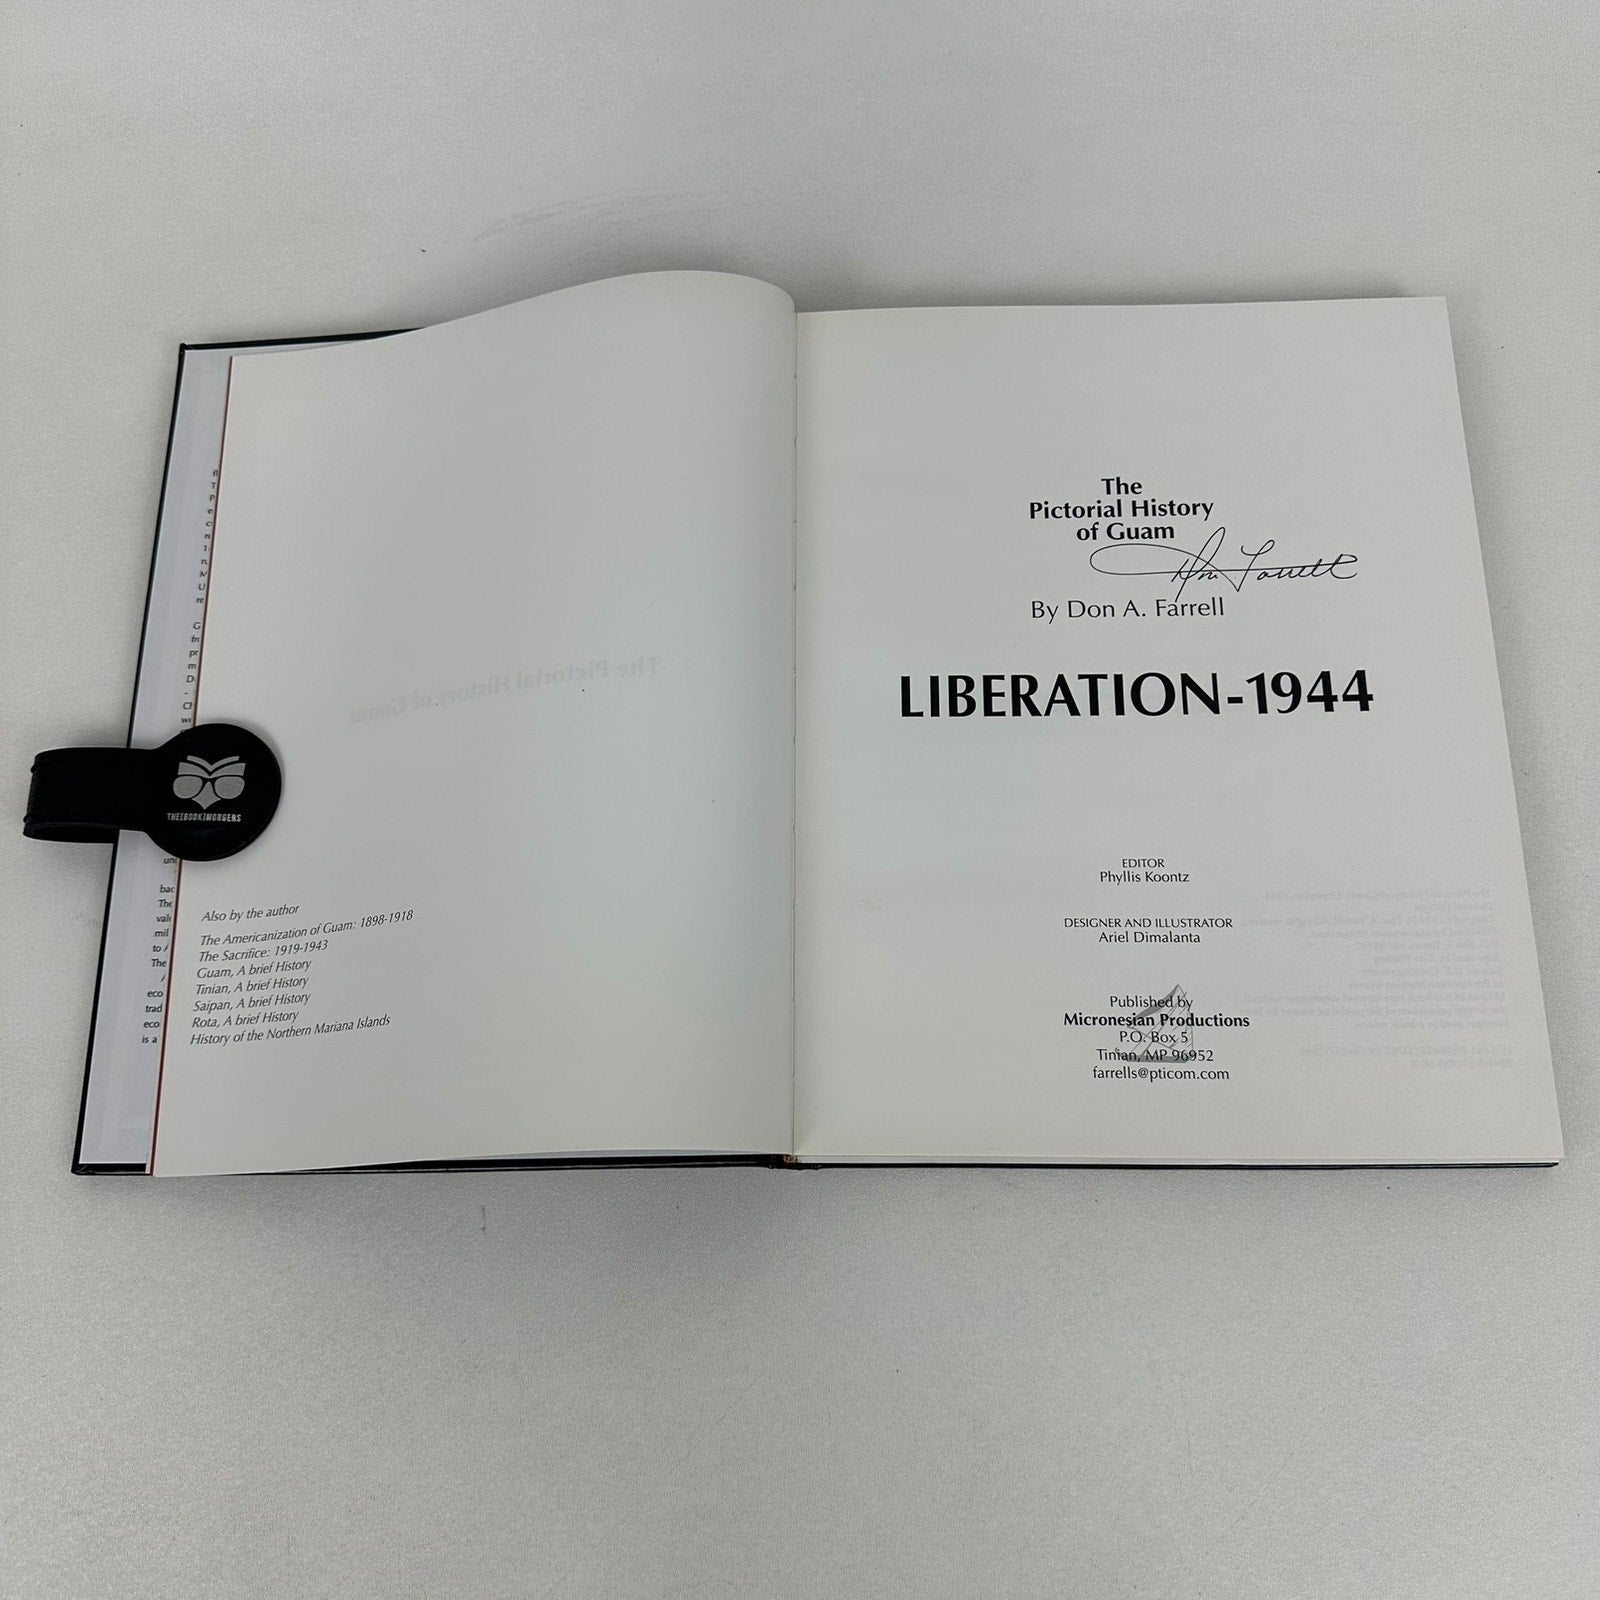 THE[BOOK]MONGERS
Also by the author
The Americanization of Guam: 1898-1918
The Sacrifice: 1919-1943
Guam, A brief History
Tinian, A brief History
Saipan, A brief History
Rota, A brief History
History of the Northern Mariana Islands
The
Pictorial History
of Guam
Don Farrell
By Don A. Farrell
LIBERATION-1944
EDITOR
Phyllis Koontz
DESIGNER AND ILLUSTRATOR
Ariel Dimalanta
Published by
Micronesian Productions
P.O. Box 5
Tinian, MP 96952
farrells@pticom.com